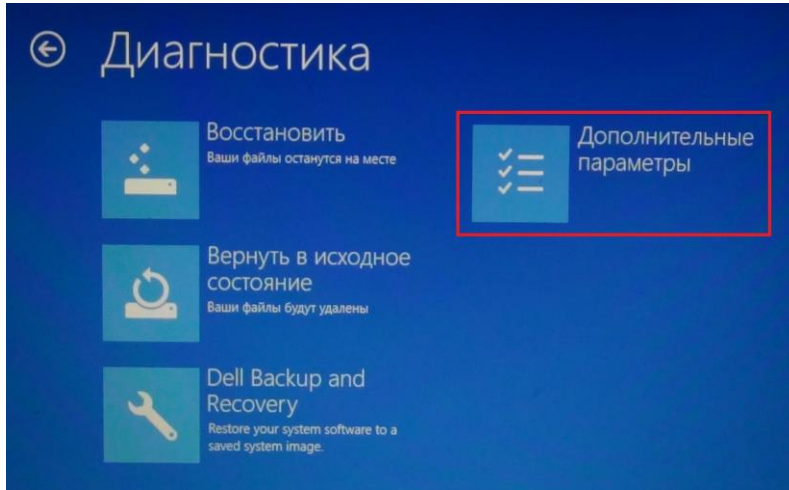 Диагностика
Восстановить
Ваши файлы останутся на месте
Вернуть в исходное
состояние
Ваши файлы будут удалены
Dell Backup and
Recovery
Restore your system software to a
saved system image.
Дополнительные
параметры